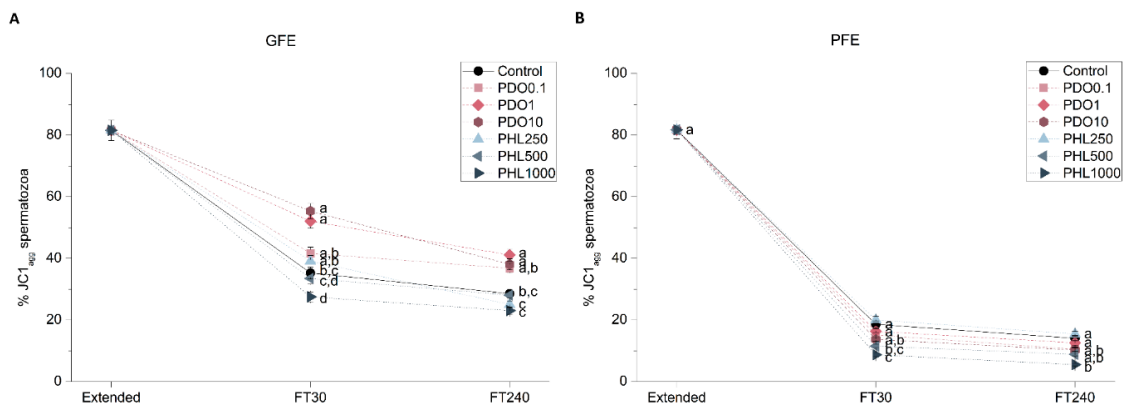 A
GFE
% JC1agg spermatozoa
100
80
60
40
20
0
Control
PDO0.1
PDO1
PDO10
PHL250
PHL500
PHL1000
a
a
a,b
a,b
b,c
c,d
d
a
a
a,b
b,c
c
c
Extended
FT30
FT240
B
PFE
% JC1agg spermatozoa
100
80
60
40
20
0
Control
PDO0.1
PDO1
PDO10
PHL250
PHL500
PHL1000
a
a
a
a,b
b,c
c
a
a
a,b
a,b
b
Extended
FT30
FT240